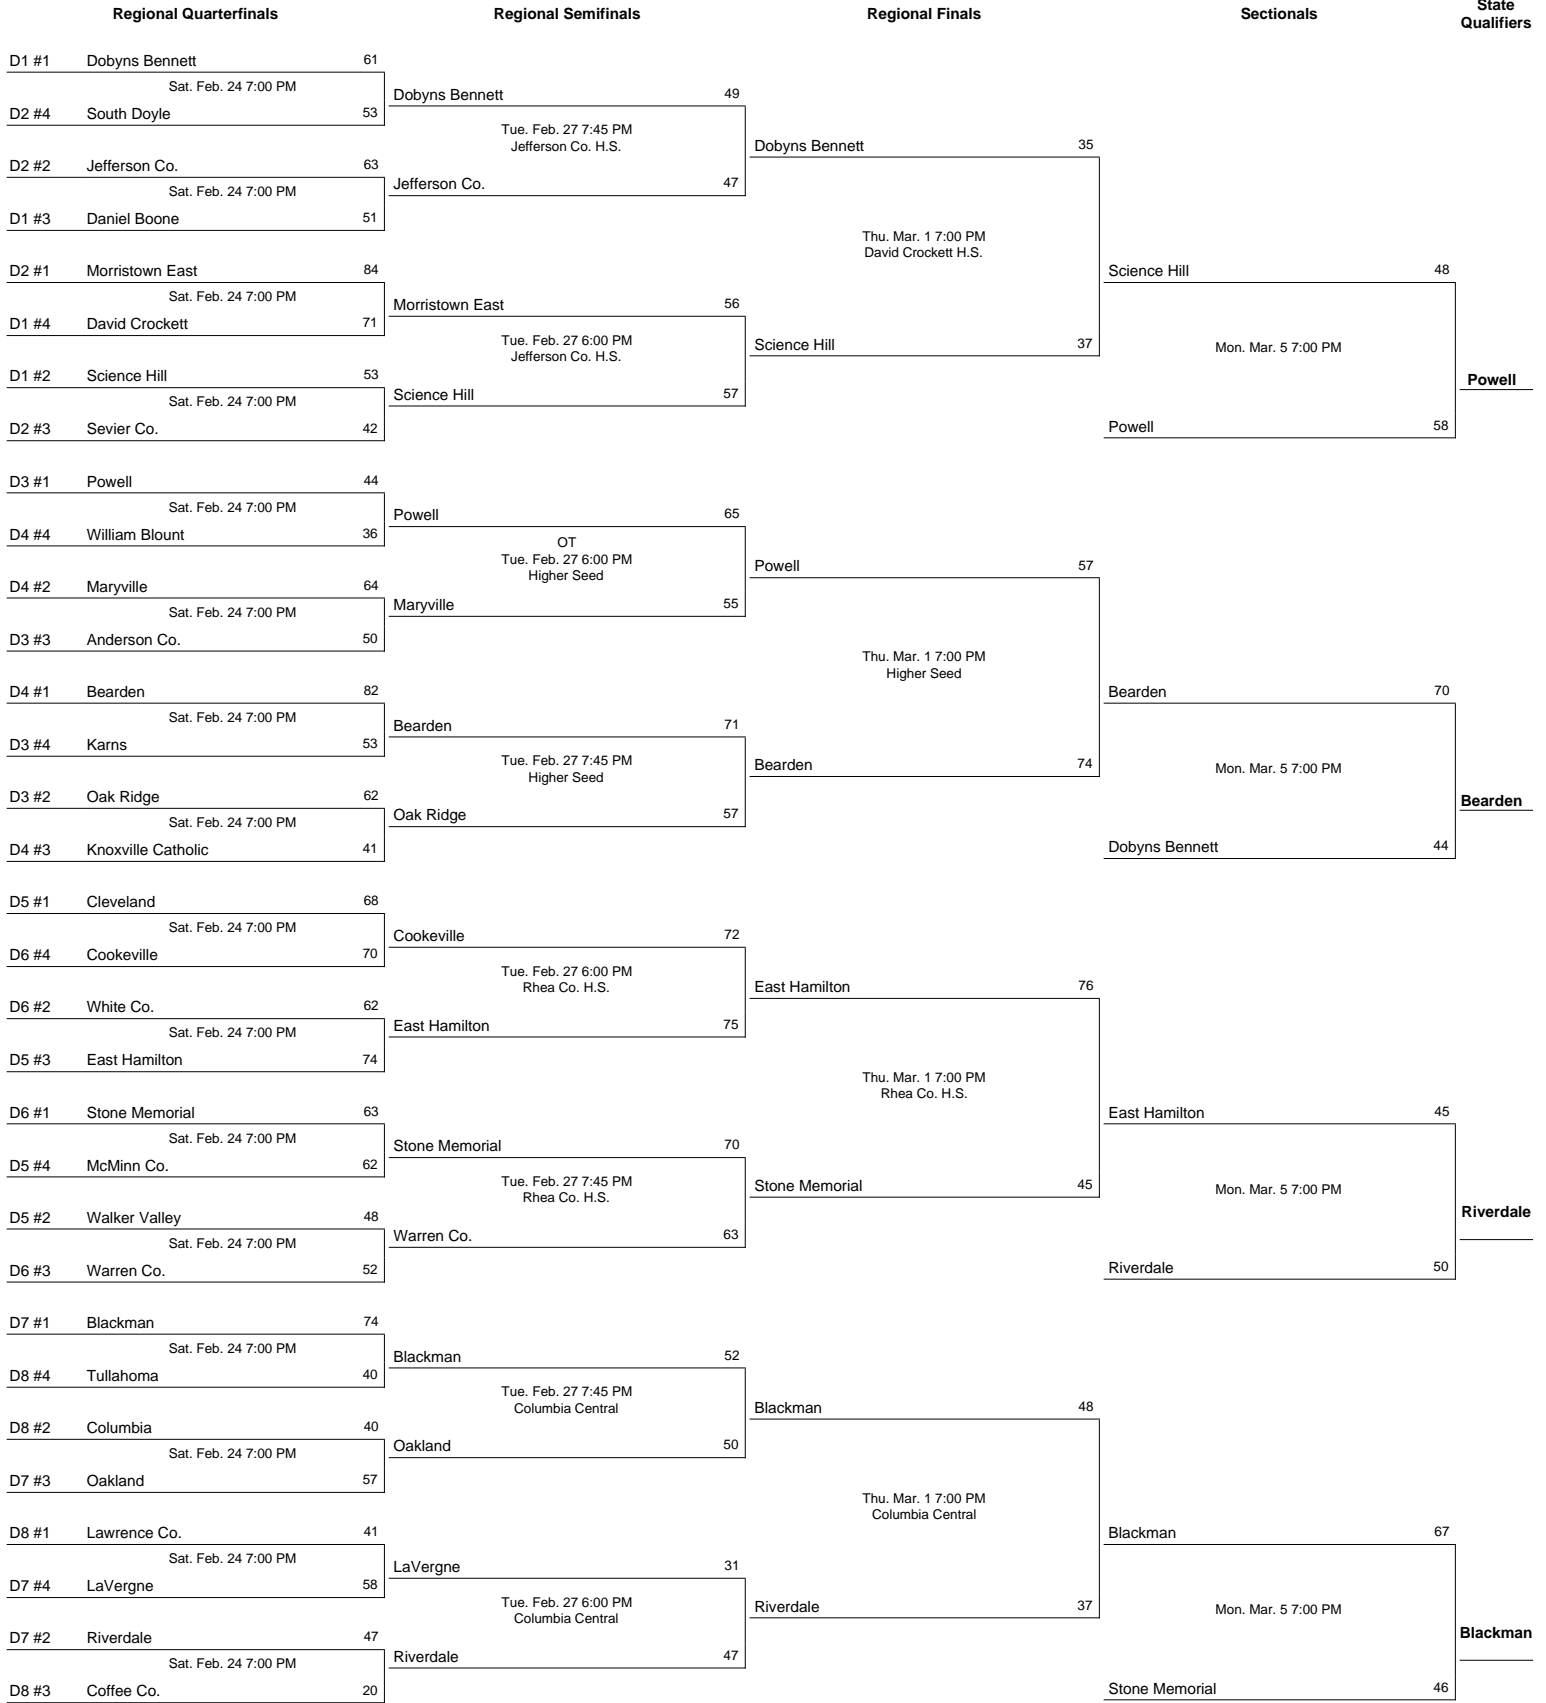 Regional Quarterfinals
Regional Semifinals
Regional Finals
Sectionals
State
Qualifiers
D1 #1 Dobyns Bennett 61
Sat. Feb. 24 7:00 PM
D2 #4 South Doyle 53
D2 #2 Jefferson Co. 63
Sat. Feb. 24 7:00 PM
D1 #3 Daniel Boone 51
D2 #1 Morristown East 84
Sat. Feb. 24 7:00 PM
D1 #4 David Crockett 71
D1 #2 Science Hill 53
Sat. Feb. 24 7:00 PM
D2 #3 Sevier Co. 42
D3 #1 Powell 44
Sat. Feb. 24 7:00 PM
D4 #4 William Blount 36
D4 #2 Maryville 64
Sat. Feb. 24 7:00 PM
D3 #3 Anderson Co. 50
D4 #1 Bearden 82
Sat. Feb. 24 7:00 PM
D3 #4 Karns 53
D3 #2 Oak Ridge 62
Sat. Feb. 24 7:00 PM
D4 #3 Knoxville Catholic 41
D5 #1 Cleveland 68
Sat. Feb. 24 7:00 PM
D6 #4 Cookeville 70
D6 #2 White Co. 62
Sat. Feb. 24 7:00 PM
D5 #3 East Hamilton 74
D6 #1 Stone Memorial 63
Sat. Feb. 24 7:00 PM
D5 #4 McMinn Co. 62
D5 #2 Walker Valley 48
Sat. Feb. 24 7:00 PM
D6 #3 Warren Co. 52
D7 #1 Blackman 74
Sat. Feb. 24 7:00 PM
D8 #4 Tullahoma 40
D8 #2 Columbia 40
Sat. Feb. 24 7:00 PM
D7 #3 Oakland 57
D8 #1 Lawrence Co. 41
Sat. Feb. 24 7:00 PM
D7 #4 LaVergne 58
D7 #2 Riverdale 47
Sat. Feb. 24 7:00 PM
D8 #3 Coffee Co. 20
Dobyns Bennett 49
Tue. Feb. 27 7:45 PM
Jefferson Co. H.S.
Jefferson Co. 47
Morristown East 56
Tue. Feb. 27 6:00 PM
Jefferson Co. H.S.
Science Hill 57
Powell 65
OT
Tue. Feb. 27 6:00 PM
Higher Seed
Maryville 55
Bearden 71
Tue. Feb. 27 7:45 PM
Higher Seed
Oak Ridge 57
Cookeville 72
Tue. Feb. 27 6:00 PM
Rhea Co. H.S.
East Hamilton 75
Stone Memorial 70
Tue. Feb. 27 7:45 PM
Rhea Co. H.S.
Warren Co. 63
Blackman 52
Tue. Feb. 27 7:45 PM
Columbia Central
Oakland 50
LaVergne 31
Tue. Feb. 27 6:00 PM
Columbia Central
Riverdale 47
Dobyns Bennett 35
Thu. Mar. 1 7:00 PM
David Crockett H.S.
Science Hill 37
Powell 57
Thu. Mar. 1 7:00 PM
Higher Seed
Bearden 74
East Hamilton 76
Thu. Mar. 1 7:00 PM
Rhea Co. H.S.
Stone Memorial 45
Blackman 48
Thu. Mar. 1 7:00 PM
Columbia Central
Riverdale 37
Science Hill 48
Mon. Mar. 5 7:00 PM
Powell 58
Bearden 70
Mon. Mar. 5 7:00 PM
Dobyns Bennett 44
East Hamilton 45
Mon. Mar. 5 7:00 PM
Riverdale 50
Blackman 67
Mon. Mar. 5 7:00 PM
Stone Memorial 46
Powell
Bearden
Riverdale
Blackman